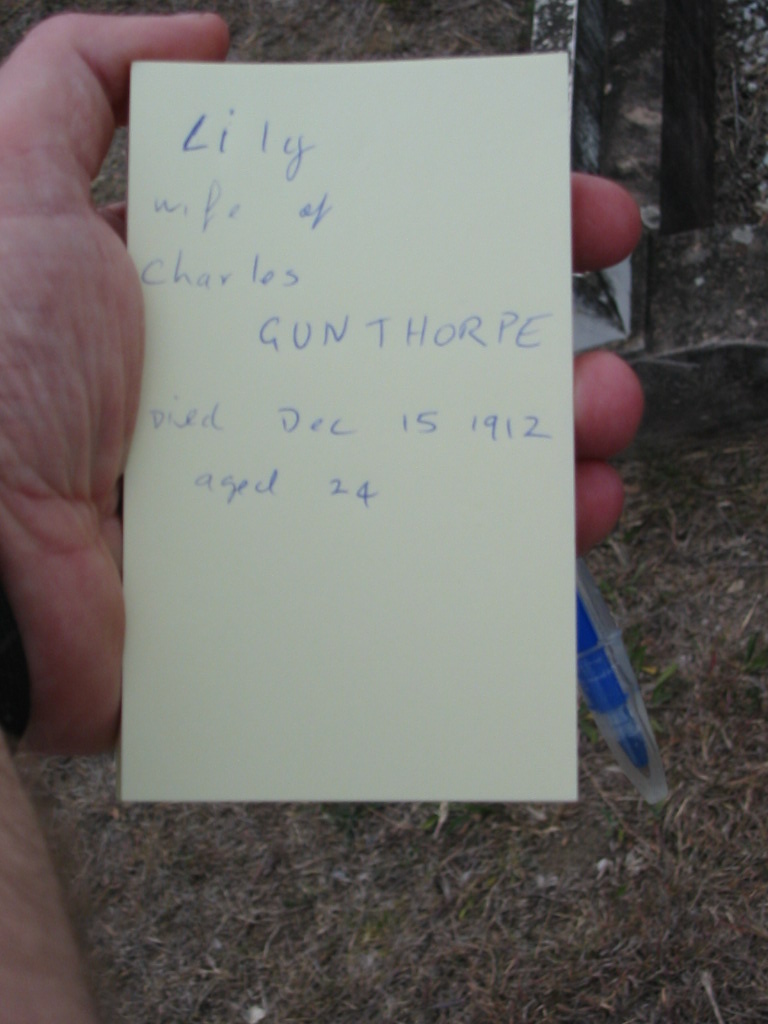 Lily
wife of
Charles
GUNTHORPE
Died Dec 15 1912
aged 24